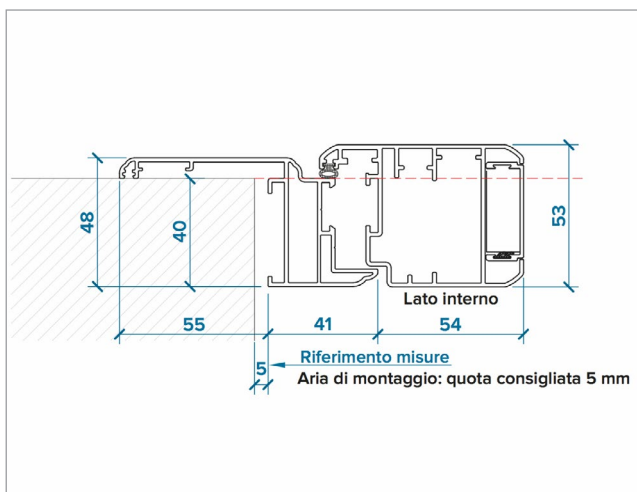 48
40
53
Lato interno
55
41
54
5
Riferimento misure
Aria di montaggio: quota consigliata 5 mm